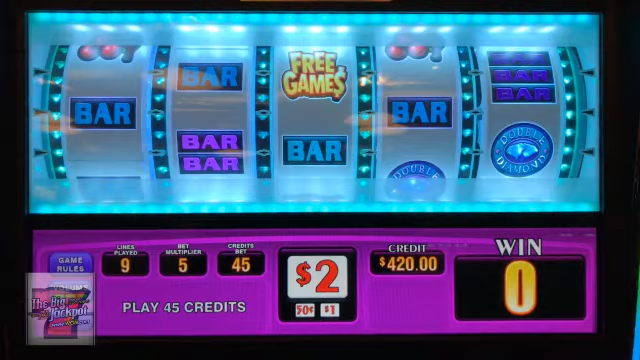 FREE
GAMES
BAR
BAR
BAR
BAR
BAR
BAR
BAR
BAR
BAR
DOUBLE
DIAMOND
DOUBLE
GAME
RULES
VOLUME
LINES
PLAYED
9
BET
MULTIPLIER
5
CREDITS
BET
45
$2
50¢ $1
CREDIT
$420.00
WIN
0
PLAY 45 CREDITS
The Big
Jackpot